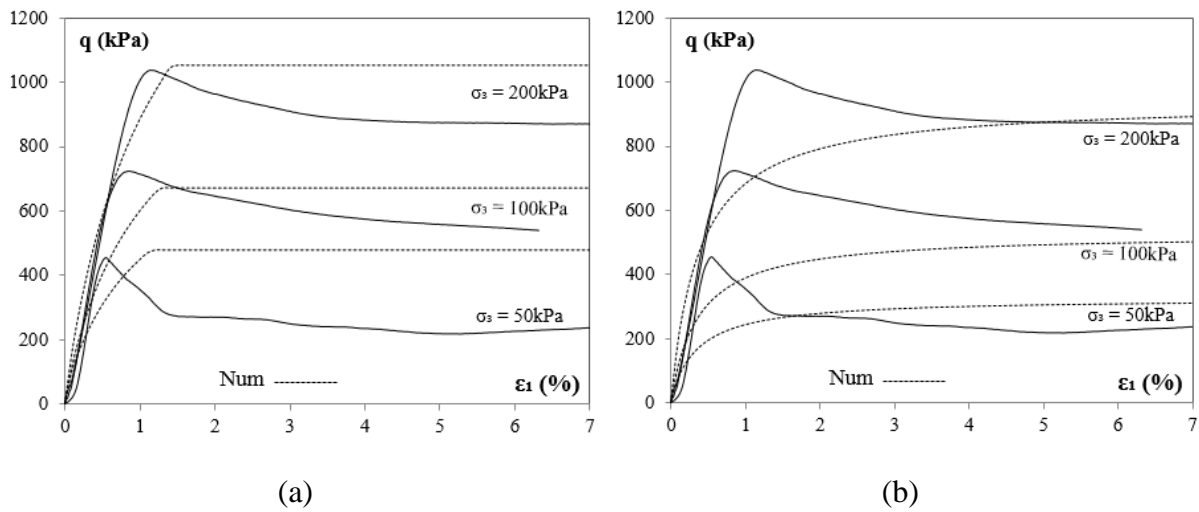 1200
q (kPa)
1000
σ₃ = 200kPa
800
600
σ₃ = 100kPa
400
σ₃ = 50kPa
200
Num ----------
ε₁ (%)
0
0 1 2 3 4 5 6 7
(a)
1200
q (kPa)
1000
800
σ₃ = 200kPa
600
σ₃ = 100kPa
400
σ₃ = 50kPa
200
Num ----------
ε₁ (%)
0
0 1 2 3 4 5 6 7
(b)